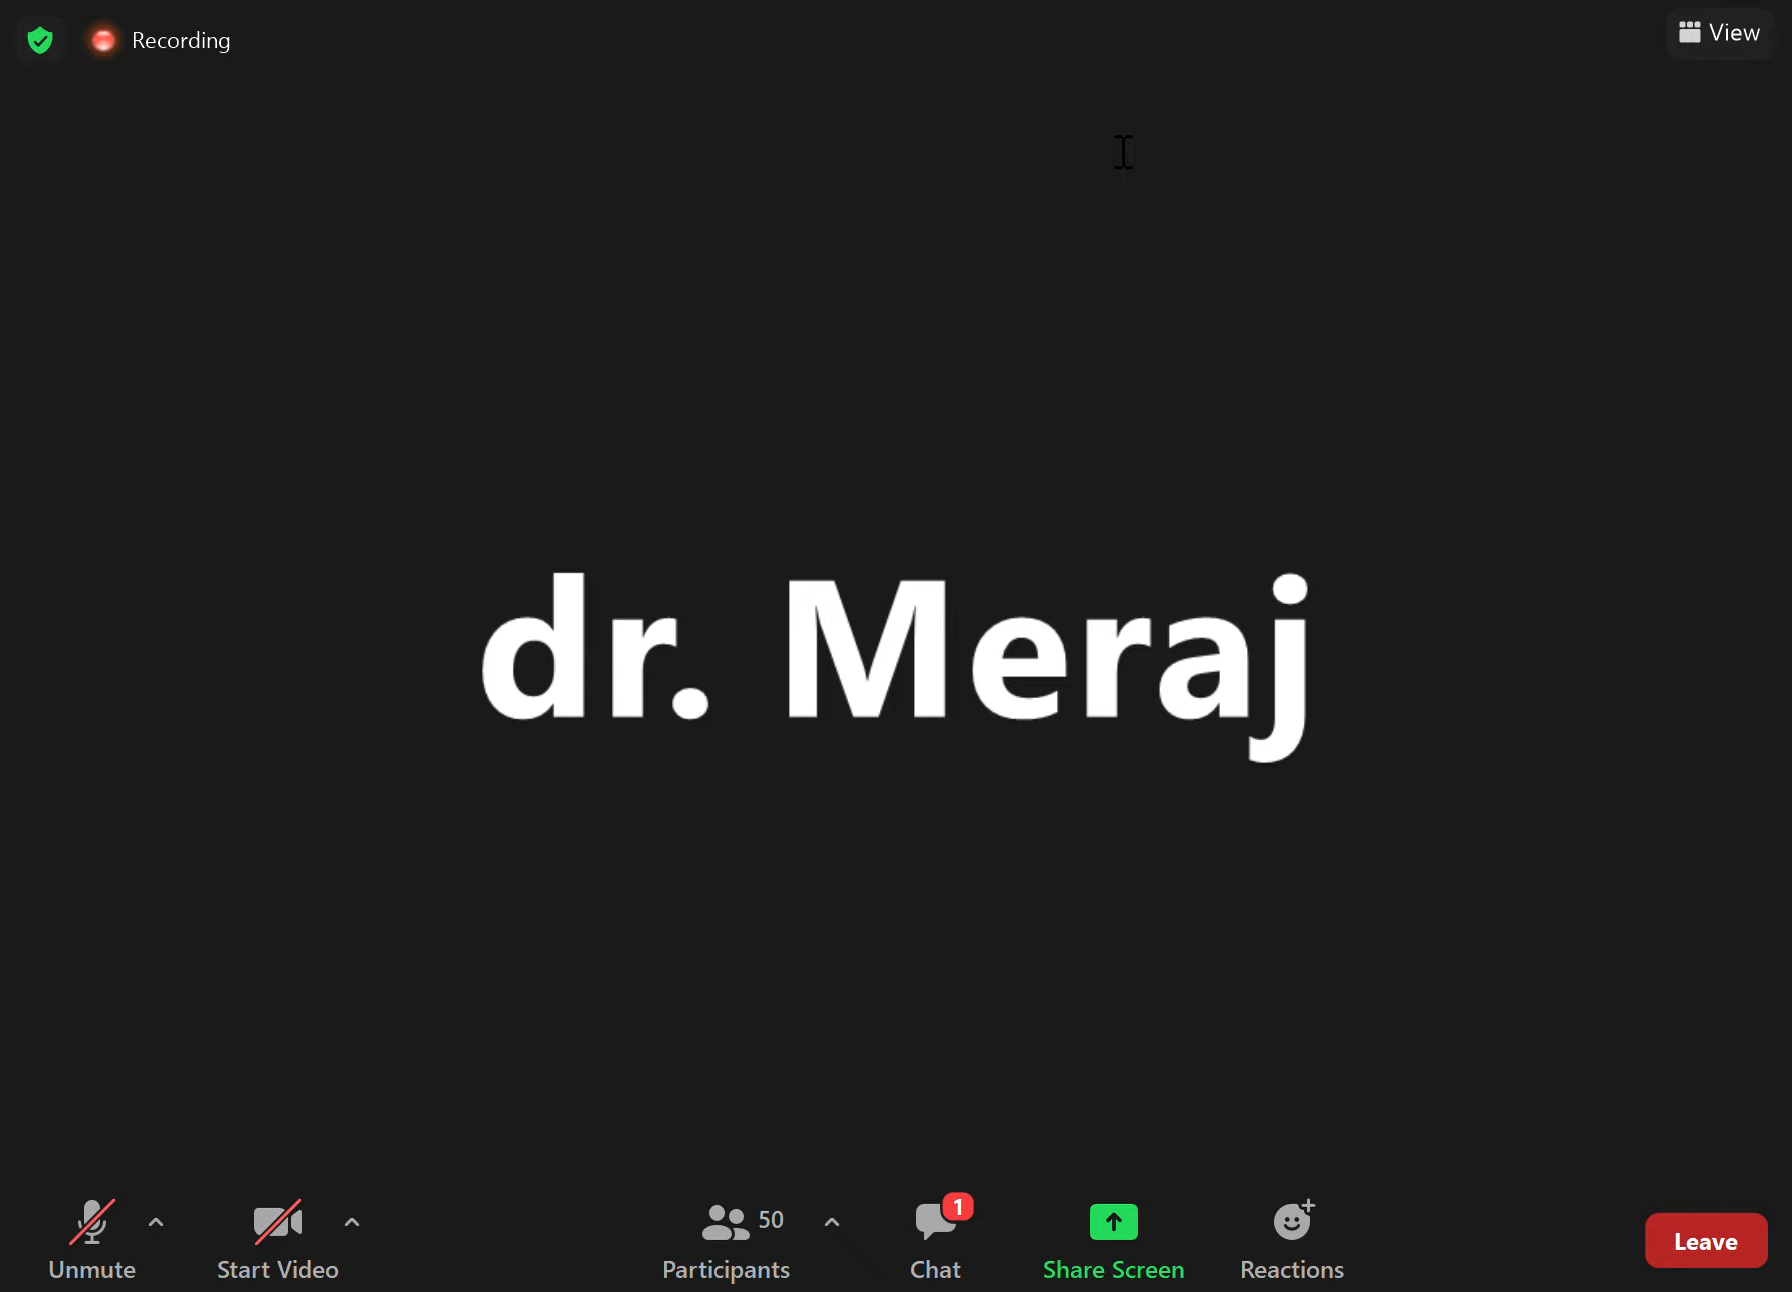 Recording
View
dr. Meraj
50
1
Unmute
Start Video
Participants
Chat
Share Screen
Reactions
Leave